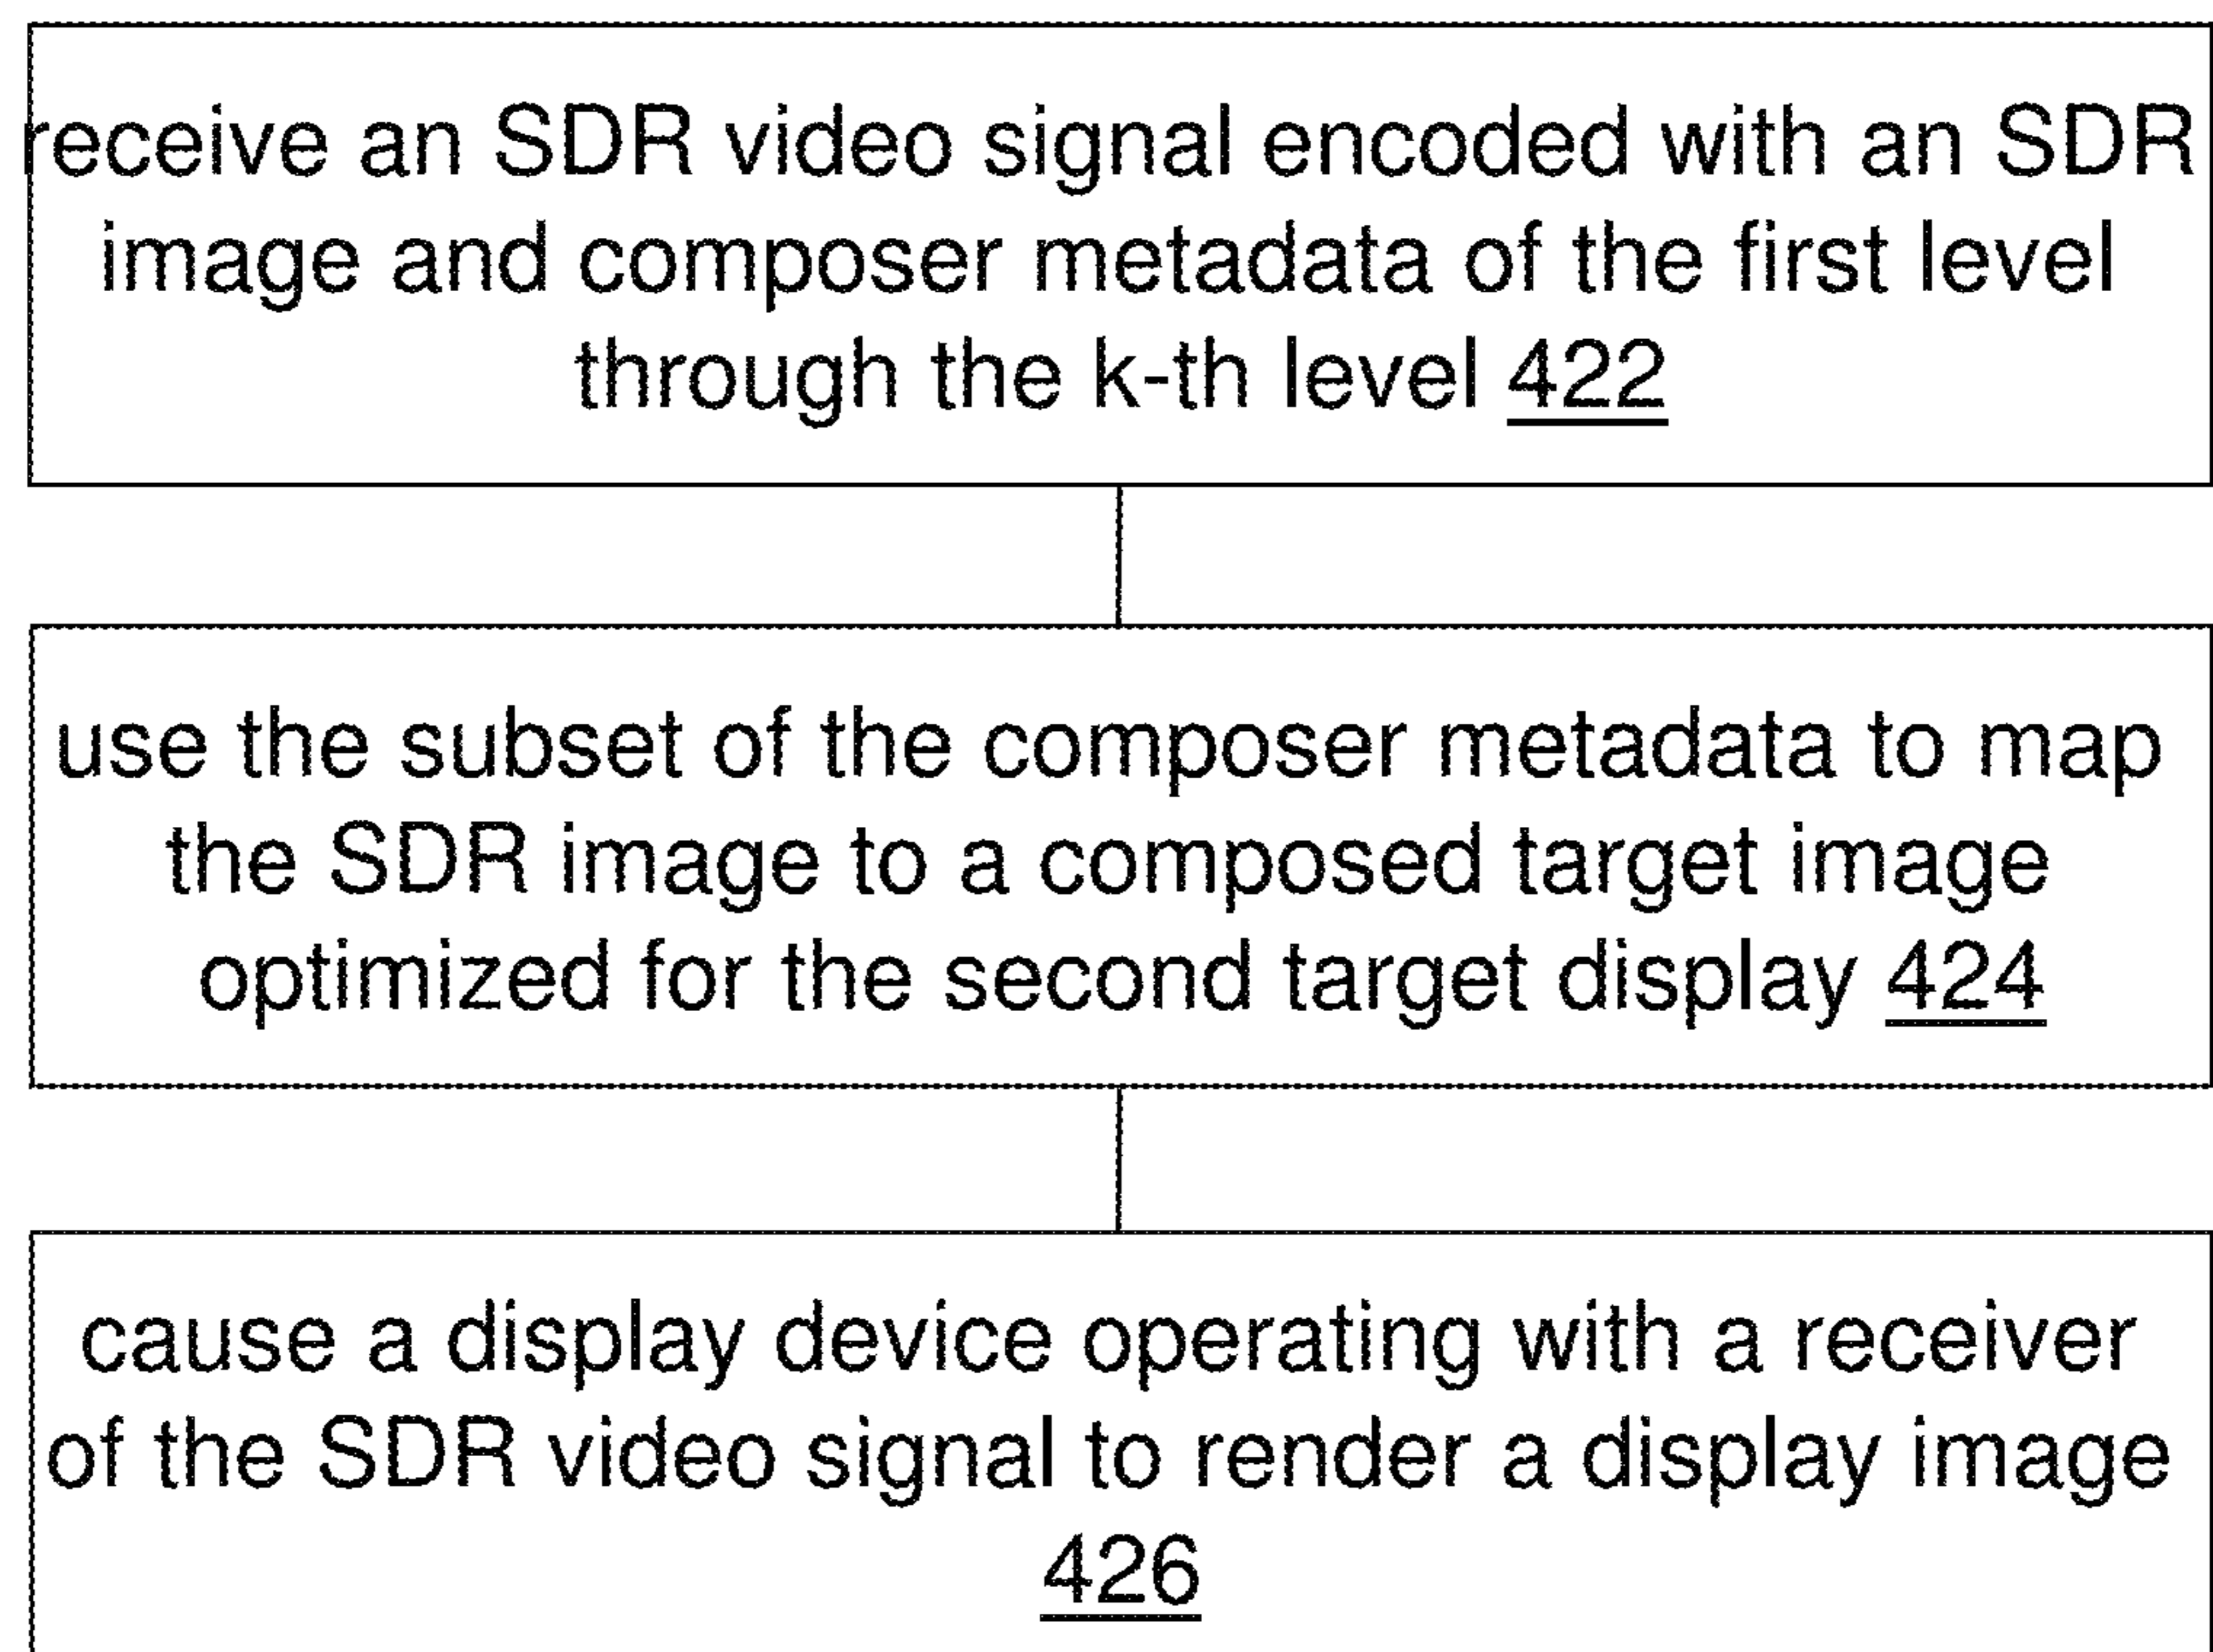 receive an SDR video signal encoded with an SDR
image and composer metadata of the first level
through the k-th level 422
use the subset of the composer metadata to map
the SDR image to a composed target image
optimized for the second target display 424
cause a display device operating with a receiver
of the SDR video signal to render a display image
426